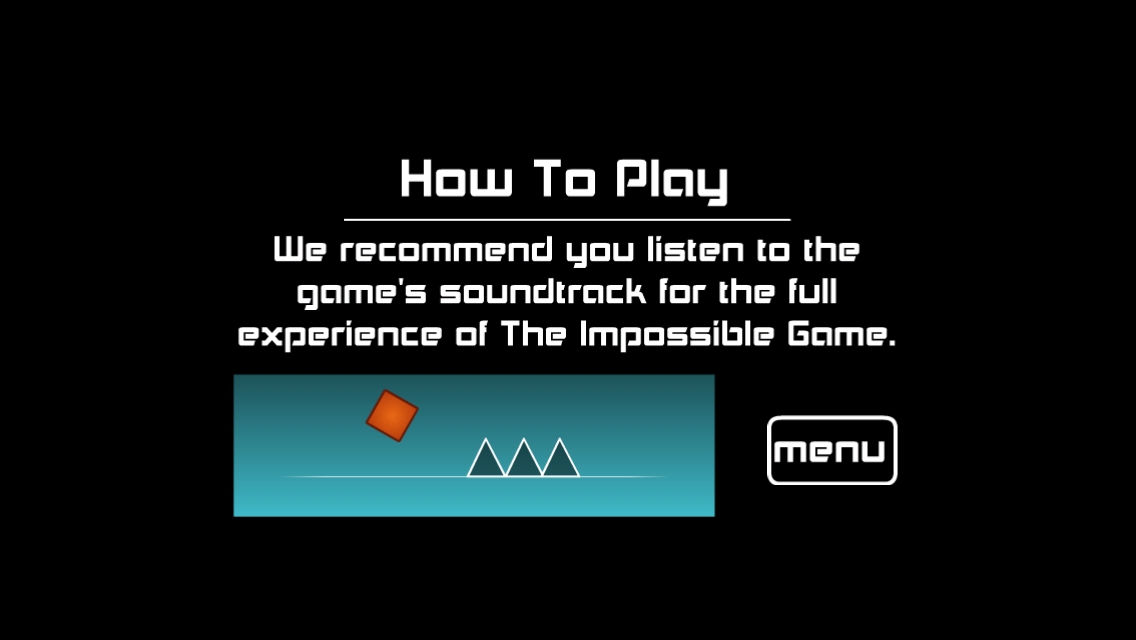 How To Play
We recommend you listen to the
game's soundtrack for the full
experience of The Impossible Game.
menu